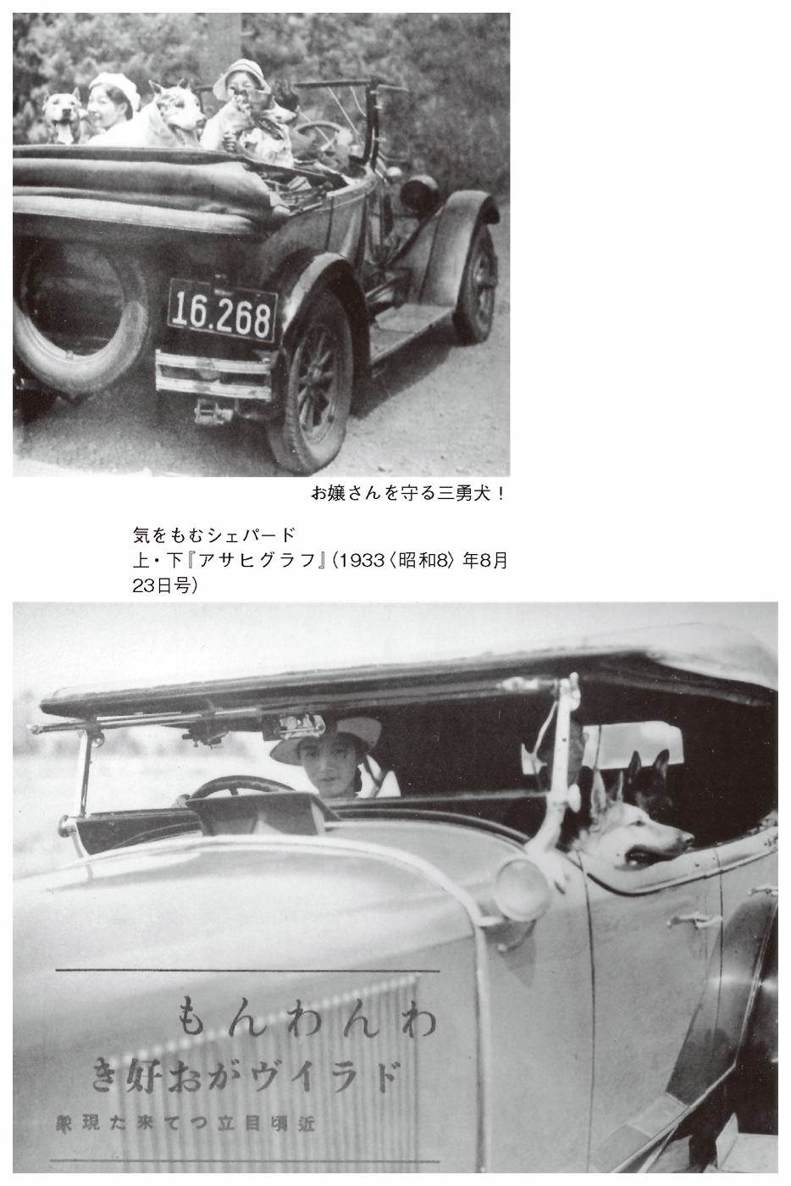 16.268
お嬢さんを守る三勇犬！
気をもむシェパード
上・下『アサヒグラフ』（1933〈昭和8〉年8月
23日号）
わんわんも
ドライヴがお好き
近頃目立つて来た現象